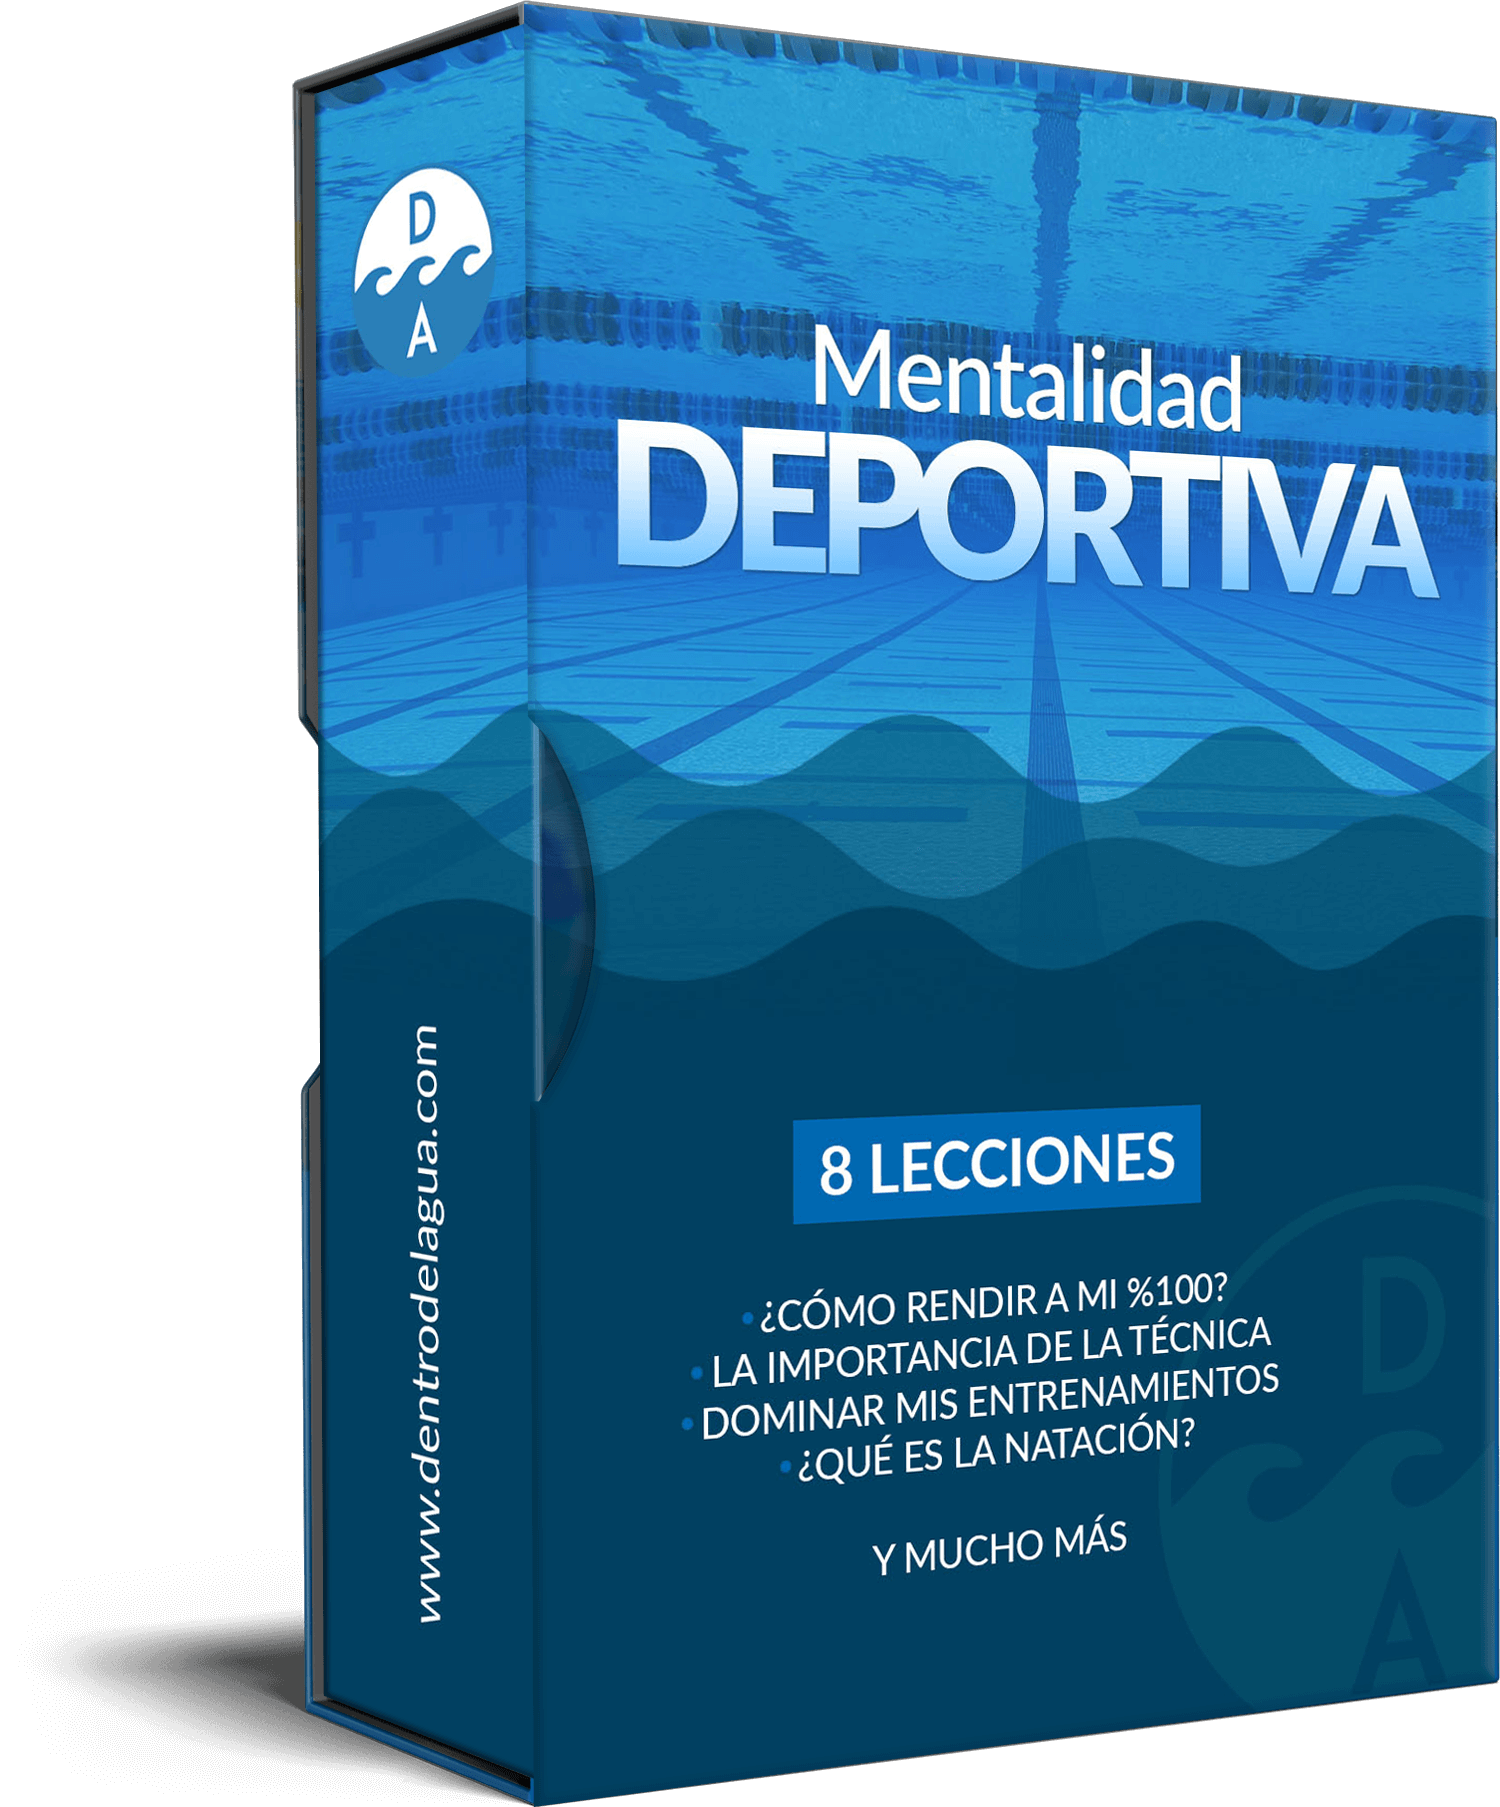 D
A
www.dentrodelagua.com
Mentalidad
DEPORTIVA
8 LECCIONES
• ¿CÓMO RENDIR A MI %100?
• LA IMPORTANCIA DE LA TÉCNICA
• DOMINAR MIS ENTRENAMIENTOS
• ¿QUÉ ES LA NATACIÓN?
Y MUCHO MÁS
D
A